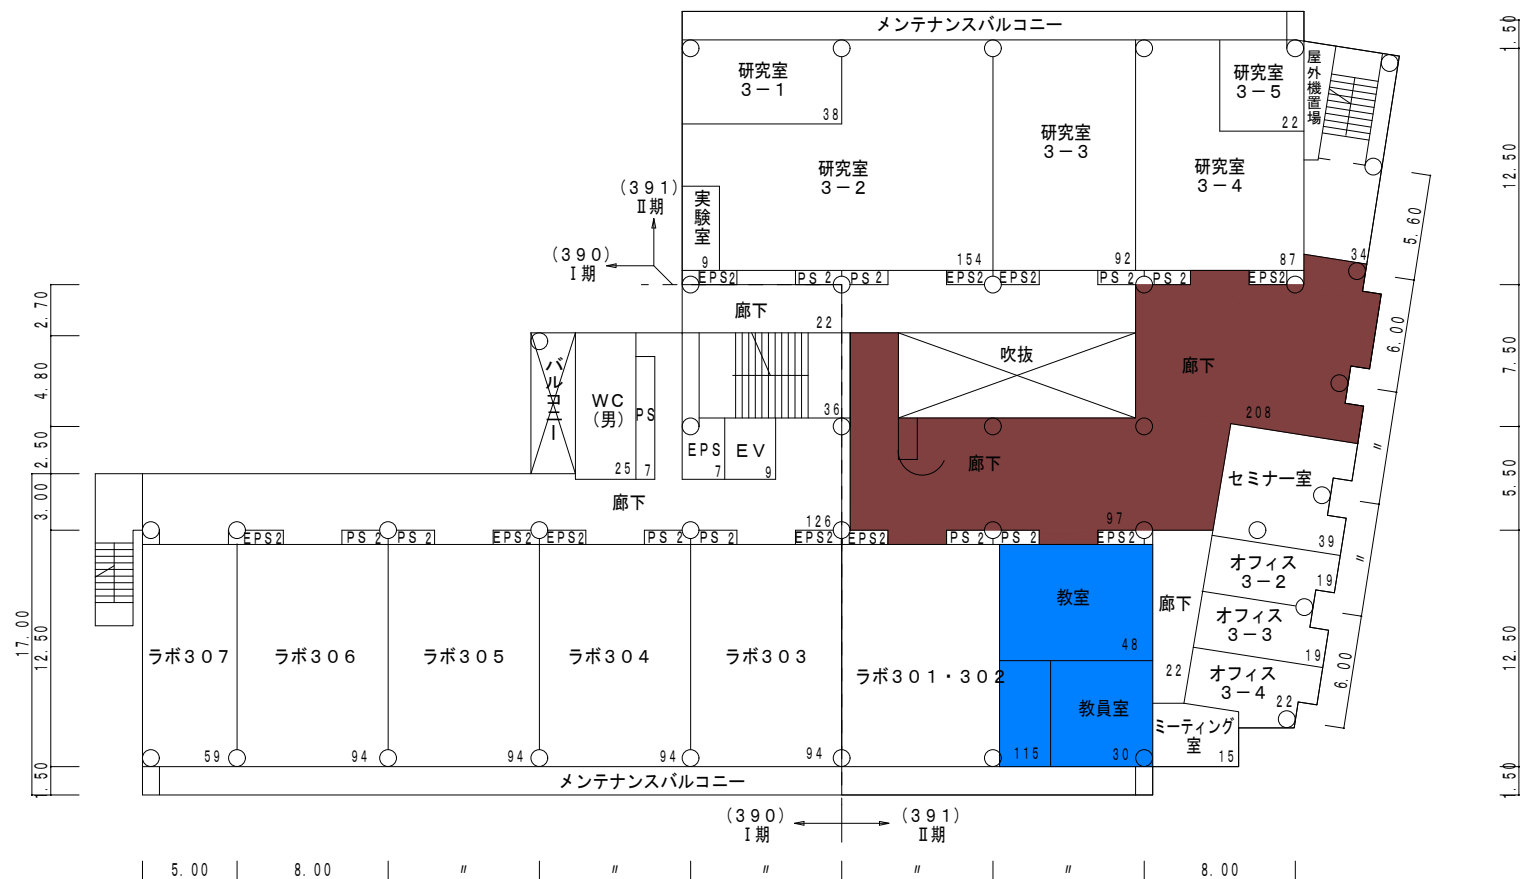 メンテナンスバルコニー
1.50
研究室
3－1
38
研究室
3－5
22
屋外機置場
研究室
3－3
92
研究室
3－2
154
研究室
3－4
87
12.50
(391)
Ⅱ期
実験室
9
(390)
Ⅰ期
5.60
34
EPS2
PS 2
PS 2
EPS2
EPS2
PS 2
PS 2
EPS2
2.70
廊下
22
6.00
吹抜
廊下
208
7.50
4.80
バルコニー
WC
(男)
25
PS
7
36
EPS
7
EV
9
2.50
廊下
97
セミナー室
39
〃
5.50
3.00
廊下
126
EPS2
PS 2
PS 2
EPS2
EPS2
PS 2
PS 2
EPS2
EPS2
PS 2
PS 2
EPS2
オフィス
3－2
19
〃
教室
48
廊下
22
オフィス
3－3
19
17.00
12.50
ラボ307
59
ラボ306
94
ラボ305
94
ラボ304
94
ラボ303
94
ラボ301・302
115
教員室
30
オフィス
3－4
22
6.00
12.50
ミーティング
室
15
1.50
メンテナンスバルコニー
1.50
(390)
Ⅰ期
(391)
Ⅱ期
5.00
8.00
〃
〃
〃
〃
〃
8.00